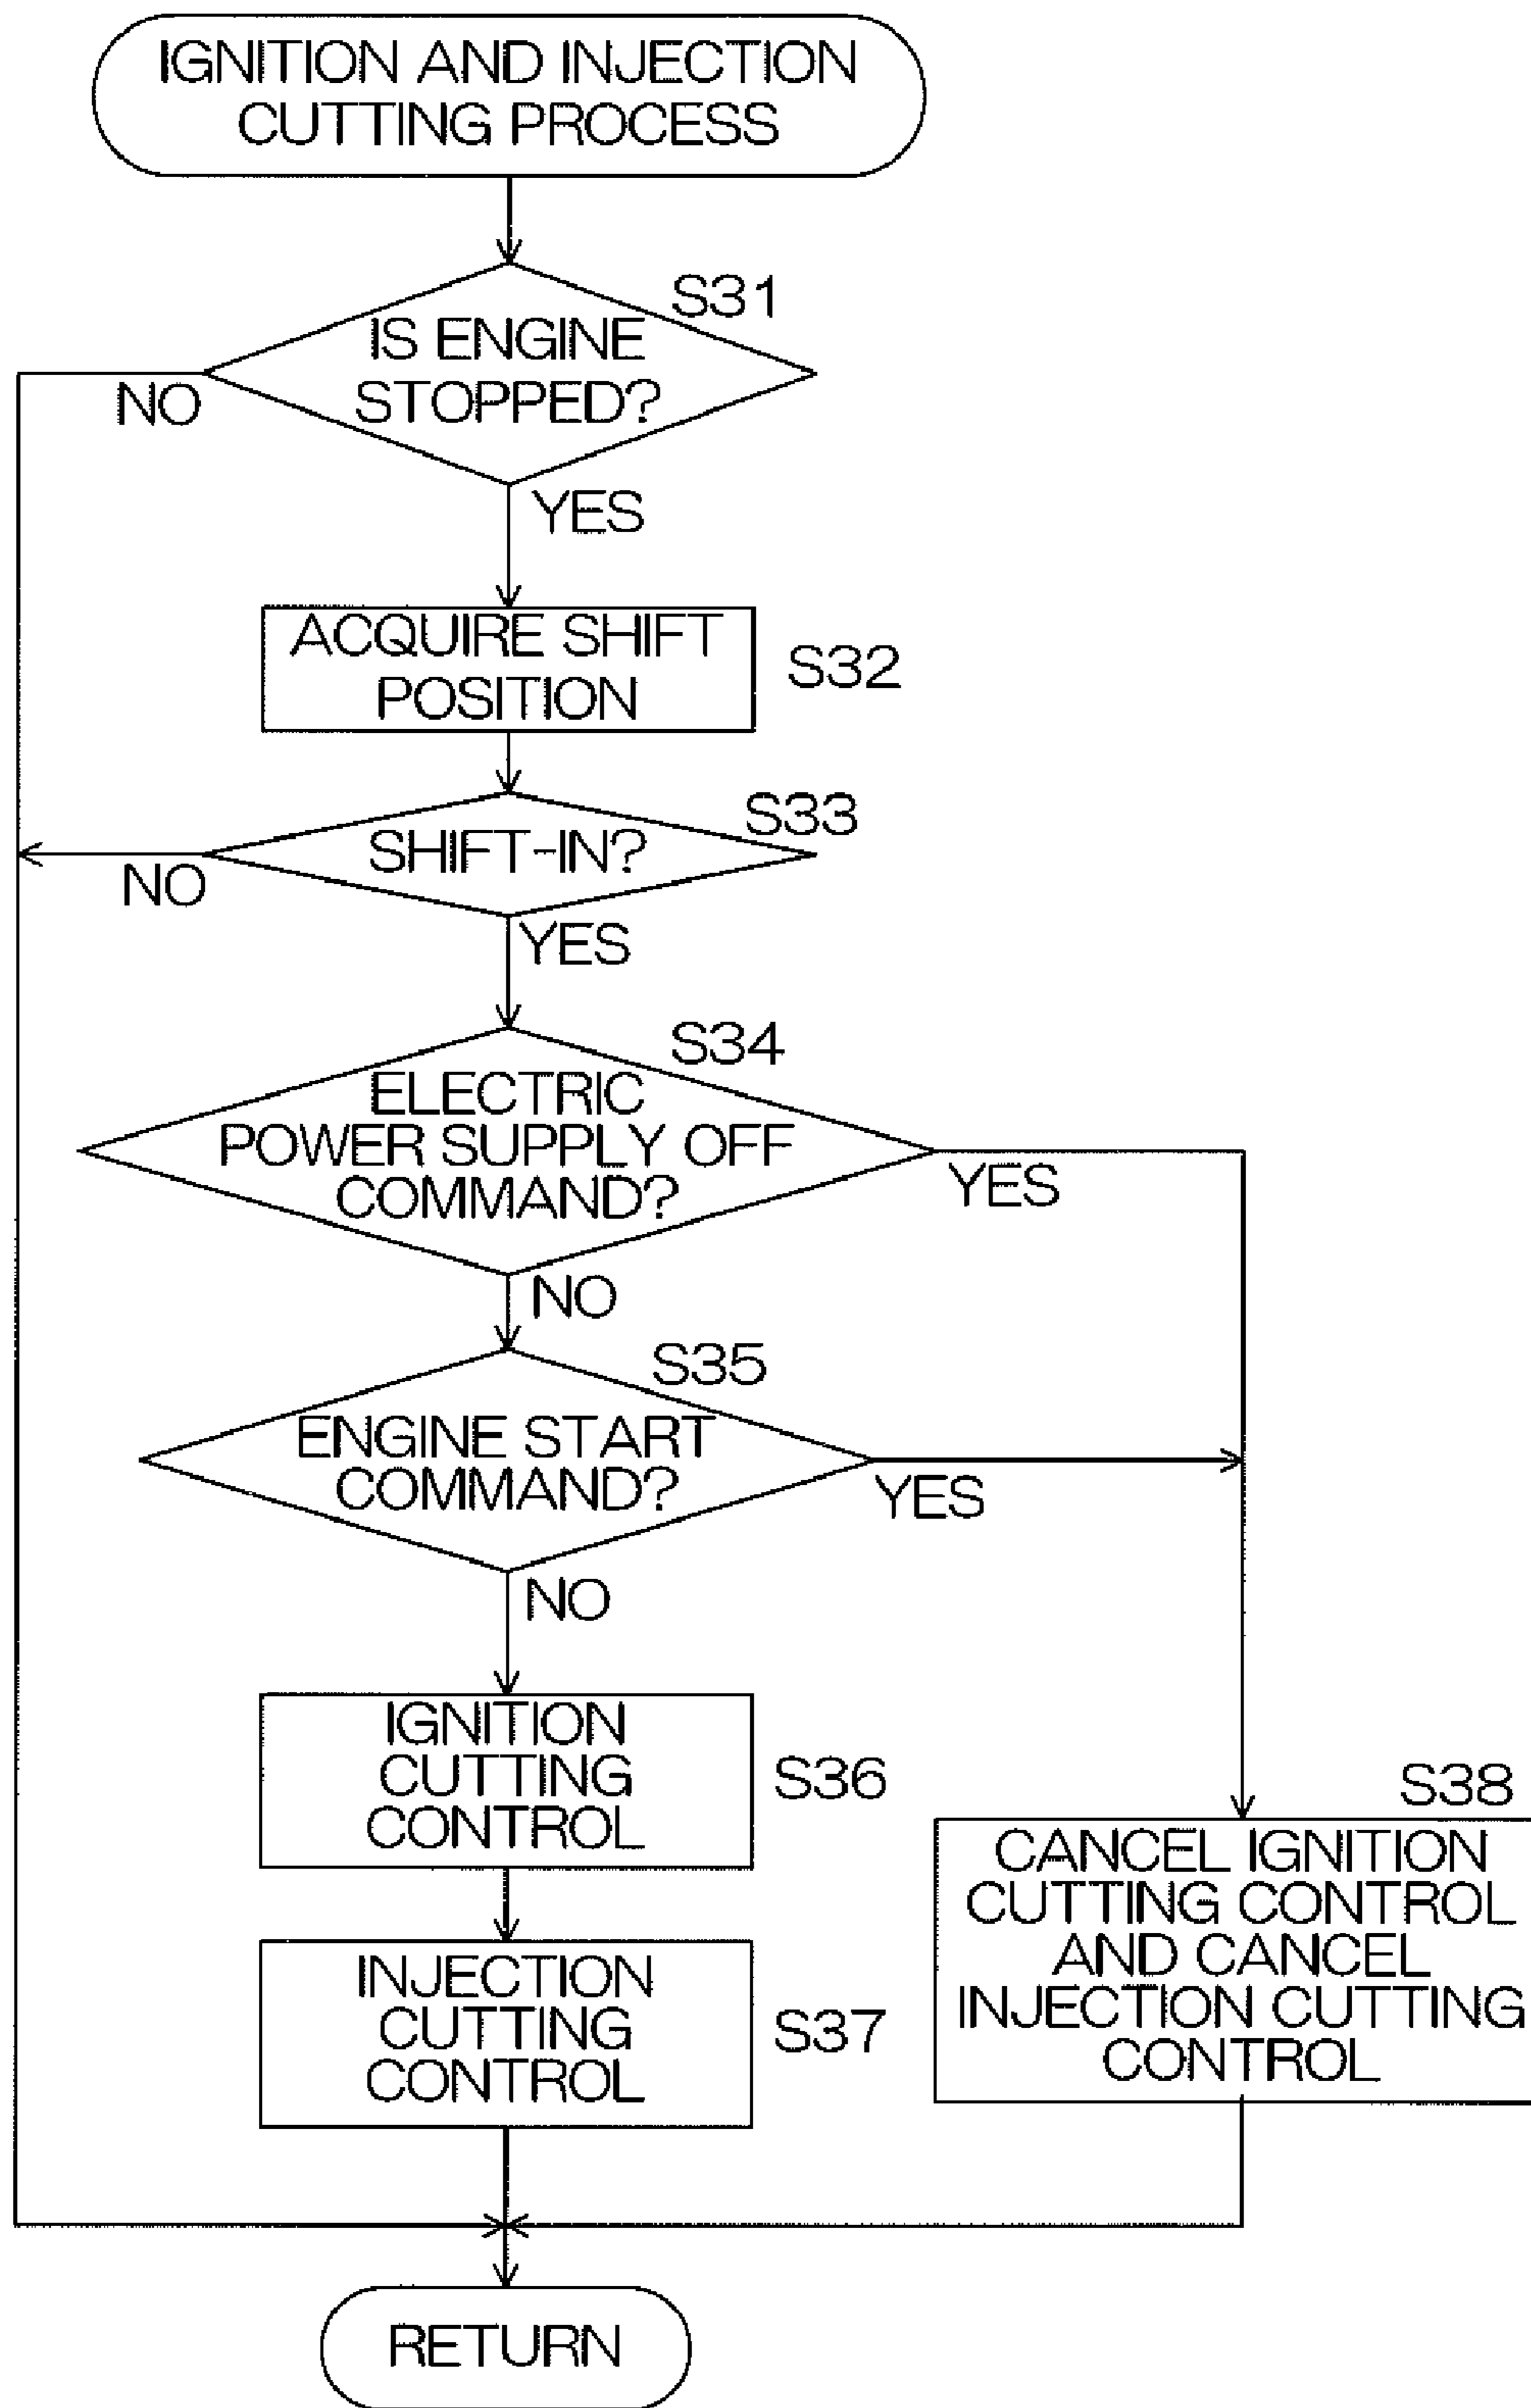 IGNITION AND INJECTION
CUTTING PROCESS
S31
IS ENGINE
STOPPED?
NO
YES
ACQUIRE SHIFT
POSITION
S32
S33
SHIFT-IN?
NO
YES
S34
ELECTRIC
POWER SUPPLY OFF
COMMAND?
YES
NO
S35
ENGINE START
COMMAND?
YES
NO
IGNITION
CUTTING
CONTROL
S36
S38
CANCEL IGNITION
CUTTING CONTROL
AND CANCEL
INJECTION CUTTING
CONTROL
INJECTION
CUTTING
CONTROL
S37
RETURN